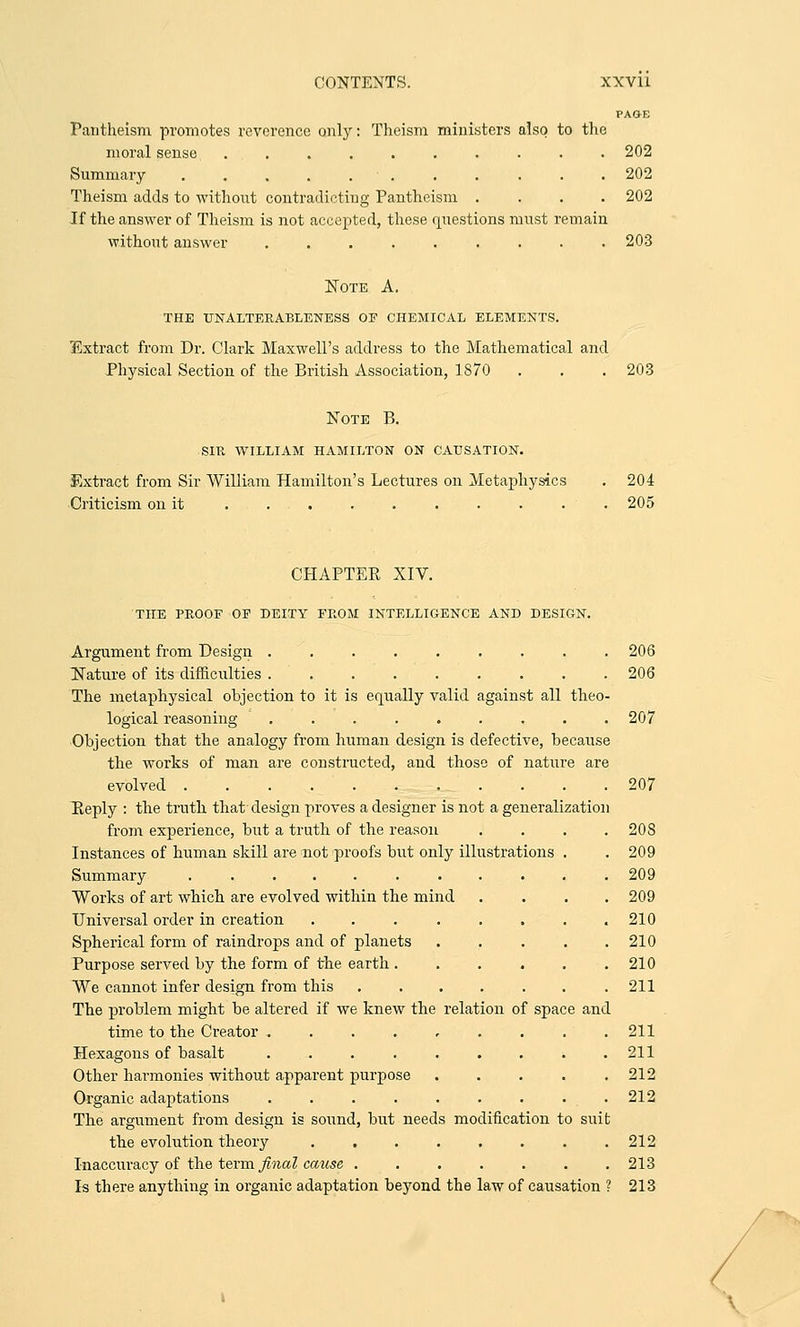 CONTENTS. xxvii
PAGE
Pantheism promotes reverence only: Theism ministers also to the
moral sense . . . . . . . . . . 202
Summary . . . . . . . . . . . 202
Theism adds to without contradicting Pantheism . . . . 202
If the answer of Theism is not accepted, these questions must remain
without answer . . . . . . . . . 203
NOTE A.
THE UNALTERABLENESS OF CHEMICAL ELEMENTS.
Extract from Dr. Clark Maxwell's address to the Mathematical and
Physical Section of the British Association, 1870 . . . 203
NOTE B.
SIR WILLIAM HAMILTON ON CAUSATION.
Extract from Sir William Hamilton's Lectures on Metaphysics . 204
Criticism on it . . . . . . . . . . 205
CHAPTER XIV.
THE PROOF OF DEITY FROM INTELLIGENCE AND DESIGN.
Argument from Design . . . . . . . . . 206
Nature of its difficulties . . . . . . . . . 206
The metaphysical objection to it is equally valid against all theo-
logical reasoning . . . . . . . . . 207
Objection that the analogy from human design is defective, because
the works of man are constructed, and those of nature are
evolved . . . . . . . . . . . 207
Reply : the truth that design proves a designer is not a generalization
from experience, but a truth of the reason . . . . 208
Instances of human skill are not proofs but only illustrations . . 209
Summary . . . . . . . . . . . 209
Works of art which are evolved within the mind . . . . 209
Universal order in creation . . . . . . . . 210
Spherical form of raindrops and of planets . . . . . 210
Purpose served by the form of the earth . . . . . . 210
We cannot infer design from this . . . . . . . 211
The problem might be altered if we knew the relation of space and
time to the Creator . . . . . . . . . 211
Hexagons of basalt . . . . . . . . . 211
Other harmonies without apparent purpose . . . . . 212
Organic adaptations . . . . . . . . . 212
The argument from design is sound, but needs modification to suit
the evolution theory . . . . . . . . 212
Inaccuracy of the term final cause . . . . . . . 213
Is there anything in organic adaptation beyond the law of causation ? 213